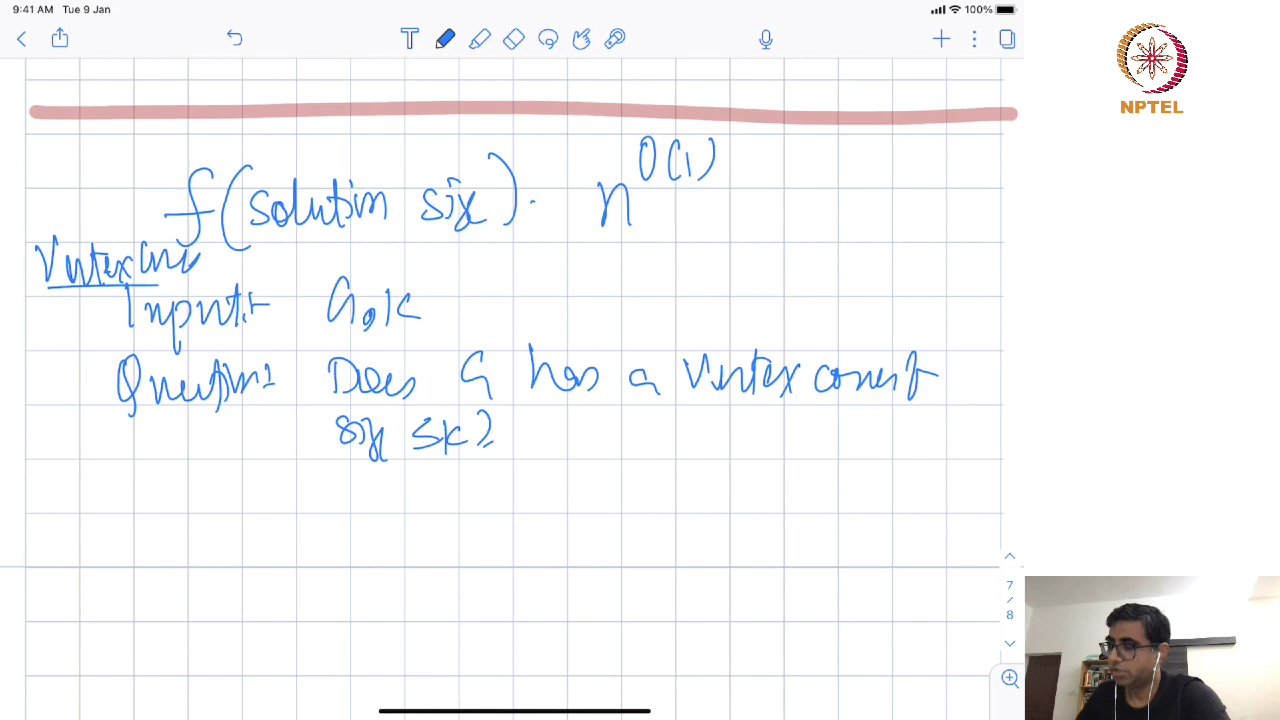 9:41 AM Tue 9 Jan
100%
NPTEL
f(solution size) · n^O(1)
Vertex Cover
Input: G, k
Question: Does G has a vertex cover of
size ≤k?
7
/
8